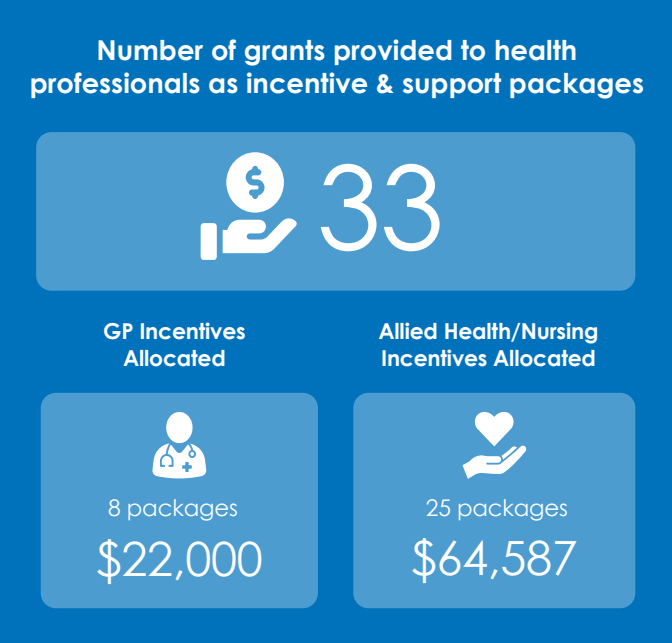 Number of grants provided to health
professionals as incentive & support packages
$ 33
GP Incentives
Allocated
8 packages
$22,000
Allied Health/Nursing
Incentives Allocated
25 packages
$64,587